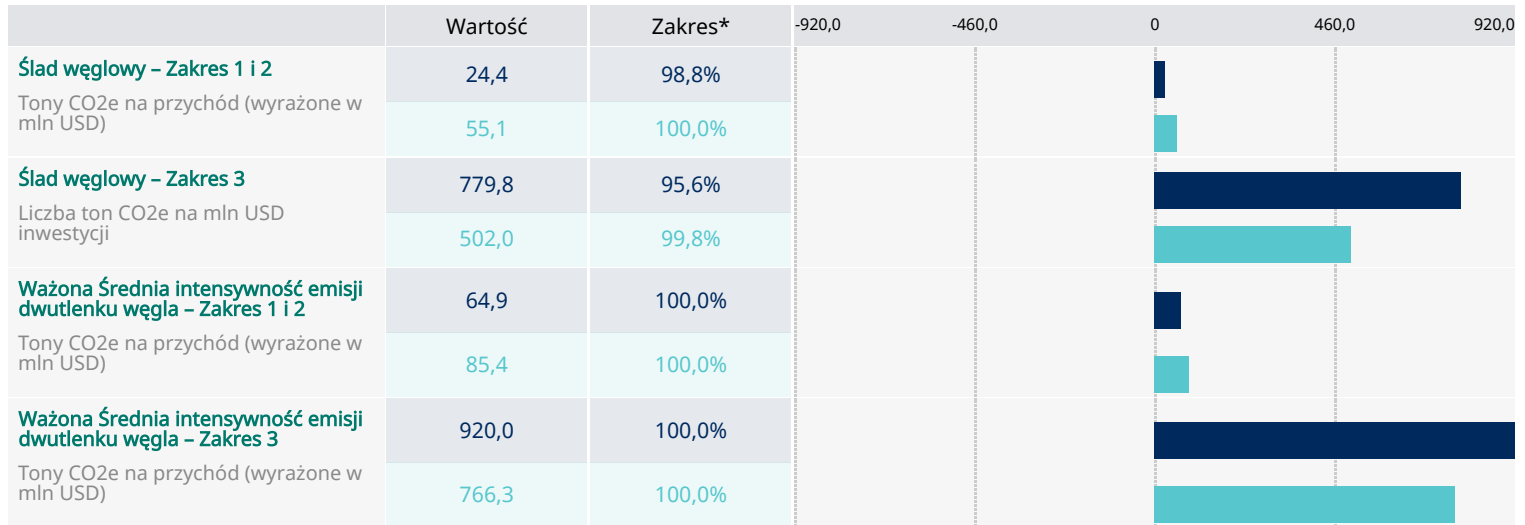 Wartość Zakres* -920,0 -460,0 0 460,0 920,0
Ślad węglowy – Zakres 1 i 2
Tony CO2e na przychód (wyrażone w
mln USD)
24,4 98,8%
55,1 100,0%
Ślad węglowy – Zakres 3
Liczba ton CO2e na mln USD
inwestycji
779,8 95,6%
502,0 99,8%
Ważona Średnia intensywność emisji
dwutlenku węgla – Zakres 1 i 2
Tony CO2e na przychód (wyrażone w
mln USD)
64,9 100,0%
85,4 100,0%
Ważona Średnia intensywność emisji
dwutlenku węgla – Zakres 3
Tony CO2e na przychód (wyrażone w
mln USD)
920,0 100,0%
766,3 100,0%